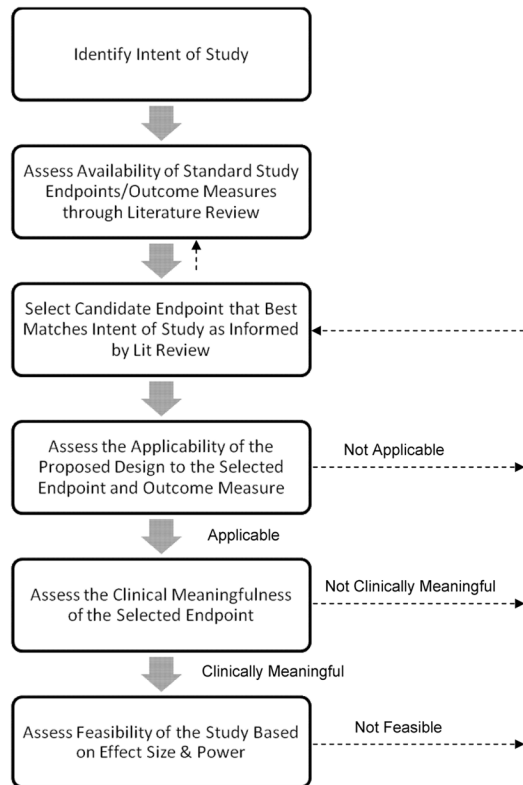 Identify Intent of Study
Assess Availability of Standard Study
Endpoints/Outcome Measures
through Literature Review
Select Candidate Endpoint that Best
Matches Intent of Study as Informed
by Lit Review
Assess the Applicability of the
Proposed Design to the Selected
Endpoint and Outcome Measure
Not Applicable
Applicable
Assess the Clinical Meaningfulness
of the Selected Endpoint
Not Clinically Meaningful
Clinically Meaningful
Assess Feasibility of the Study Based
on Effect Size & Power
Not Feasible